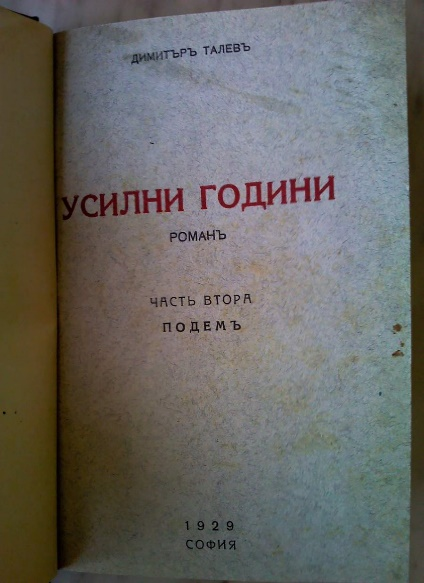 ДИМИТЪРЪ ТАЛЕВЪ
УСИЛНИ ГОДИНИ
РОМАНЪ
ЧАСТЬ ВТОРА
ПОДЕМЪ
1929
СОФИЯ